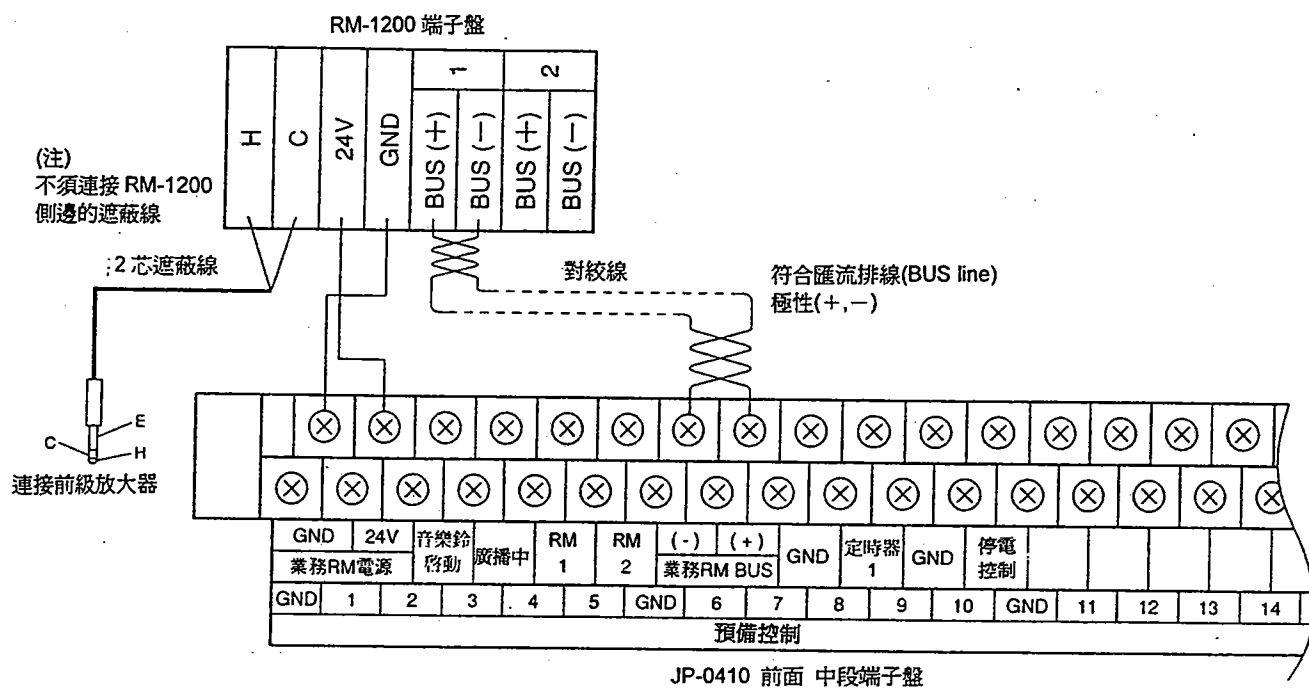 RM-1200 端子盤
1
2
H
C
24V
GND
BUS (+)
BUS (−)
BUS (+)
BUS (−)
(注)
不須連接 RM-1200
側邊的遮蔽線
2 芯遮蔽線
對絞線
符合匯流排線(BUS line)
極性(+,−)
E
C
H
連接前級放大器
GND
24V
音樂鈴
啓動
廣播中
RM
1
RM
2
(-)
(+)
GND
定時器
1
GND
停電
控制
業務RM電源
業務RM BUS
GND
1
2
3
4
5
GND
6
7
8
9
10
GND
11
12
13
14
預備控制
JP-0410 前面 中段端子盤